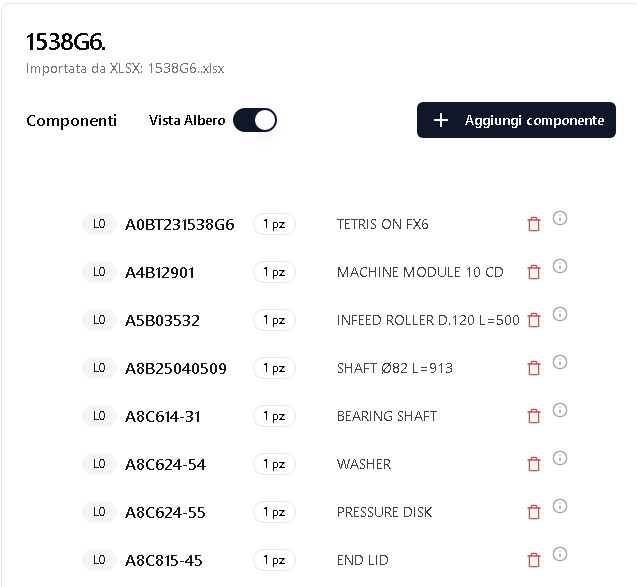 1538G6.
Importata da XLSX: 1538G6..xlsx
Componenti Vista Albero Aggiungi componente
L0 A0BT231538G6 1 pz TETRIS ON FX6
L0 A4B12901 1 pz MACHINE MODULE 10 CD
L0 A5B03532 1 pz INFEED ROLLER D.120 L=500
L0 A8B25040509 1 pz SHAFT Ø82 L=913
L0 A8C614-31 1 pz BEARING SHAFT
L0 A8C624-54 1 pz WASHER
L0 A8C624-55 1 pz PRESSURE DISK
L0 A8C815-45 1 pz END LID